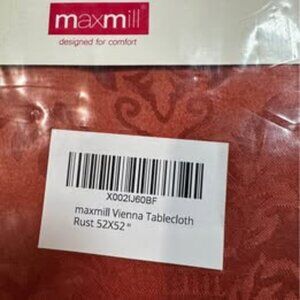 maxmill
designed for comfort
X002IJ60BF
maxmill Vienna Tablecloth
Rust 52X52"